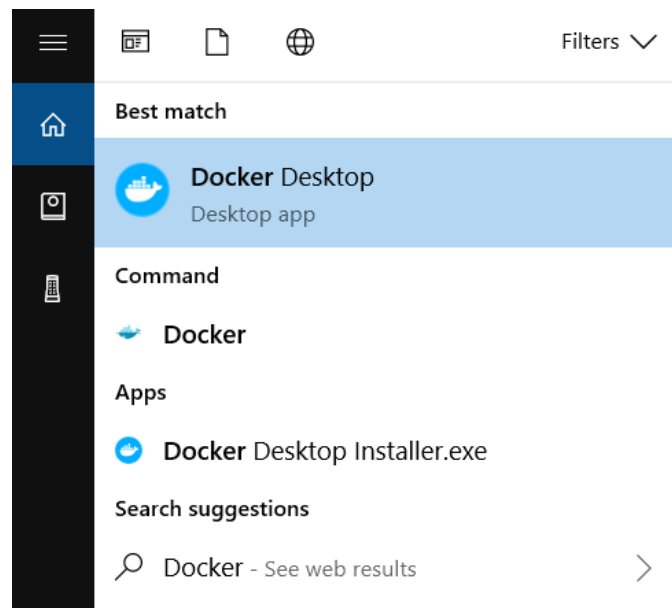 Filters
Best match
Docker Desktop
Desktop app
Command
Docker
Apps
Docker Desktop Installer.exe
Search suggestions
Docker - See web results